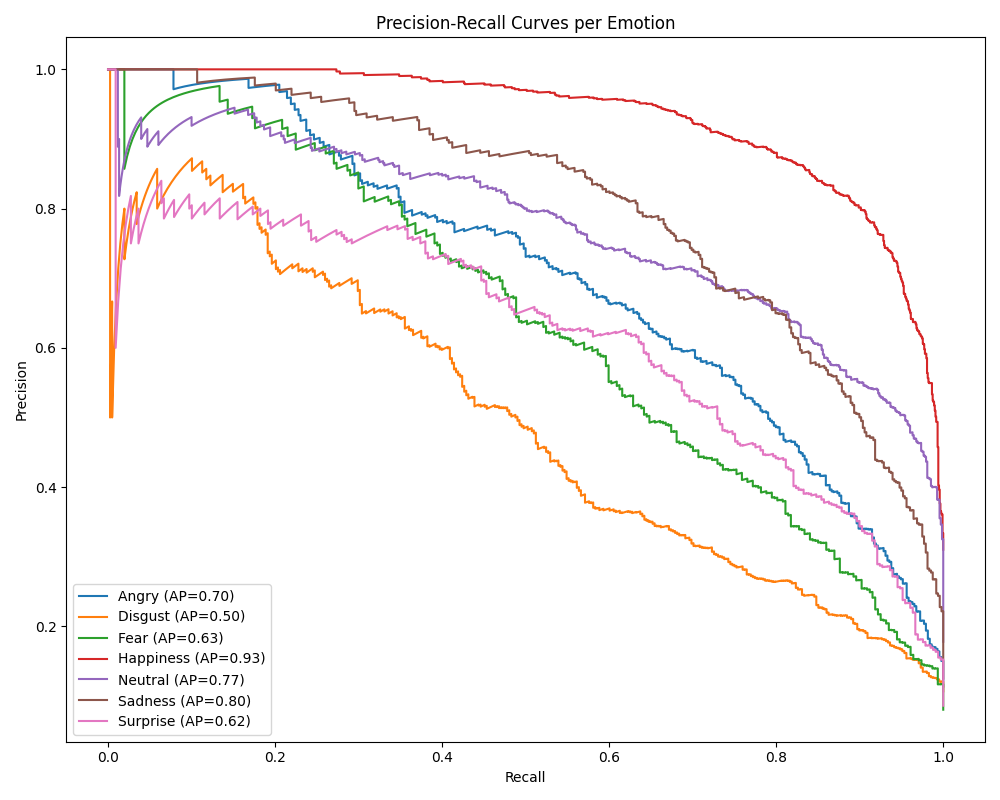 Precision-Recall Curves per Emotion
Precision
1.0
0.8
0.6
0.4
0.2
Angry (AP=0.70)
Disgust (AP=0.50)
Fear (AP=0.63)
Happiness (AP=0.93)
Neutral (AP=0.77)
Sadness (AP=0.80)
Surprise (AP=0.62)
0.0 0.2 0.4 0.6 0.8 1.0
Recall